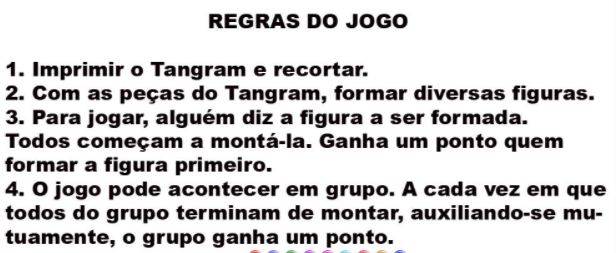 REGRAS DO JOGO
1. Imprimir o Tangram e recortar.
2. Com as peças do Tangram, formar diversas figuras.
3. Para jogar, alguém diz a figura a ser formada.
Todos começam a montá-la. Ganha um ponto quem
formar a figura primeiro.
4. O jogo pode acontecer em grupo. A cada vez em que
todos do grupo terminam de montar, auxiliando-se mu-
tuamente, o grupo ganha um ponto.